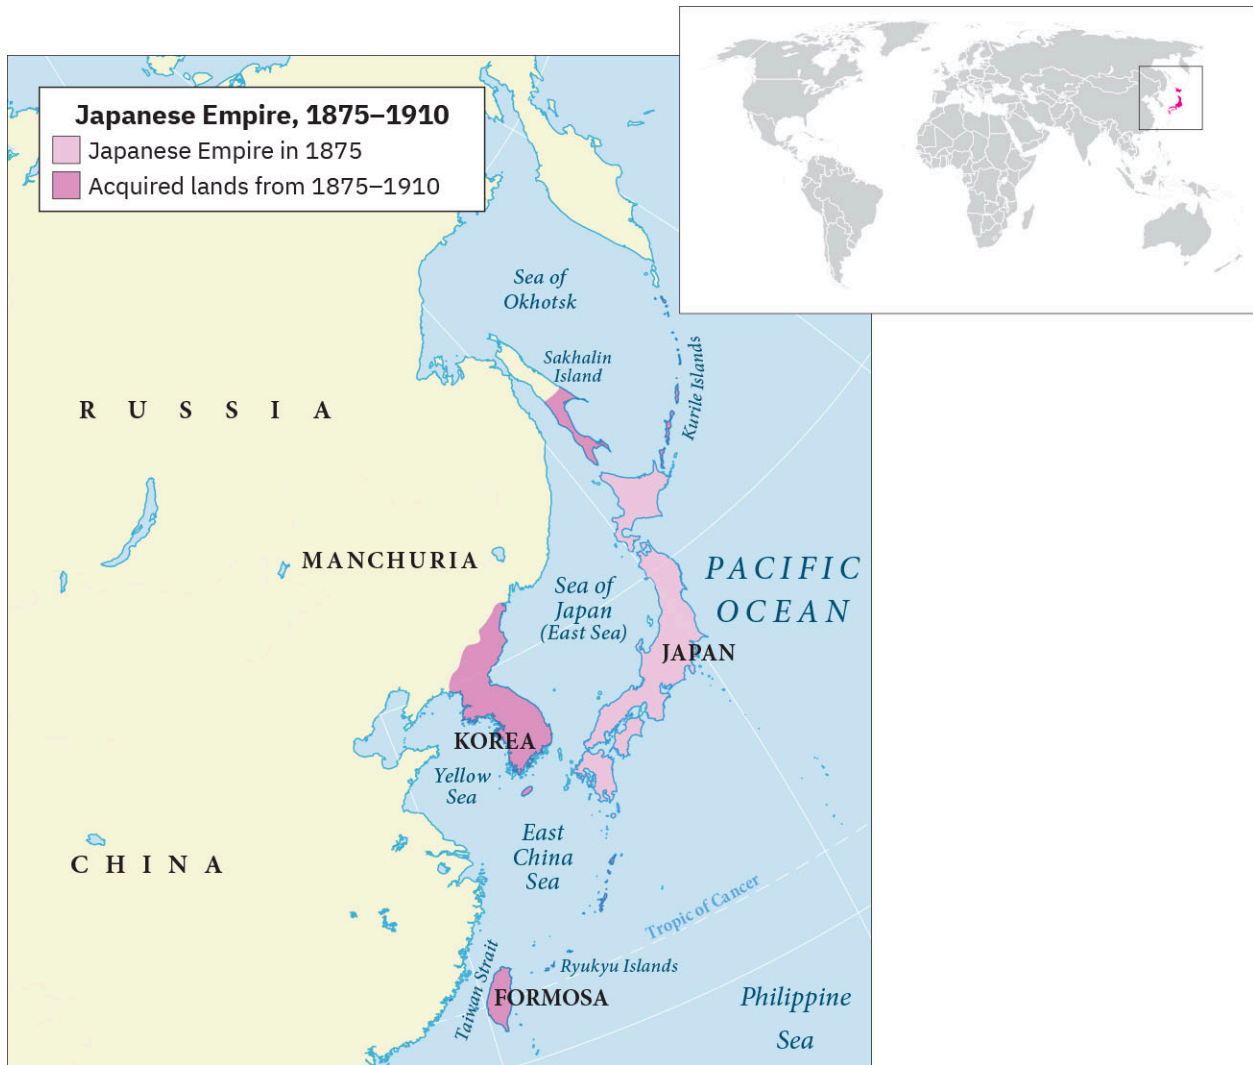 Japanese Empire, 1875–1910
Japanese Empire in 1875
Acquired lands from 1875–1910
Sea of
Okhotsk
Sakhalin
Island
Kurile Islands
R U S S I A
MANCHURIA
PACIFIC
OCEAN
Sea of
Japan
(East Sea)
JAPAN
KOREA
Yellow
Sea
East
China
Sea
C H I N A
Tropic of Cancer
Taiwan Strait
Ryukyu Islands
FORMOSA
Philippine
Sea